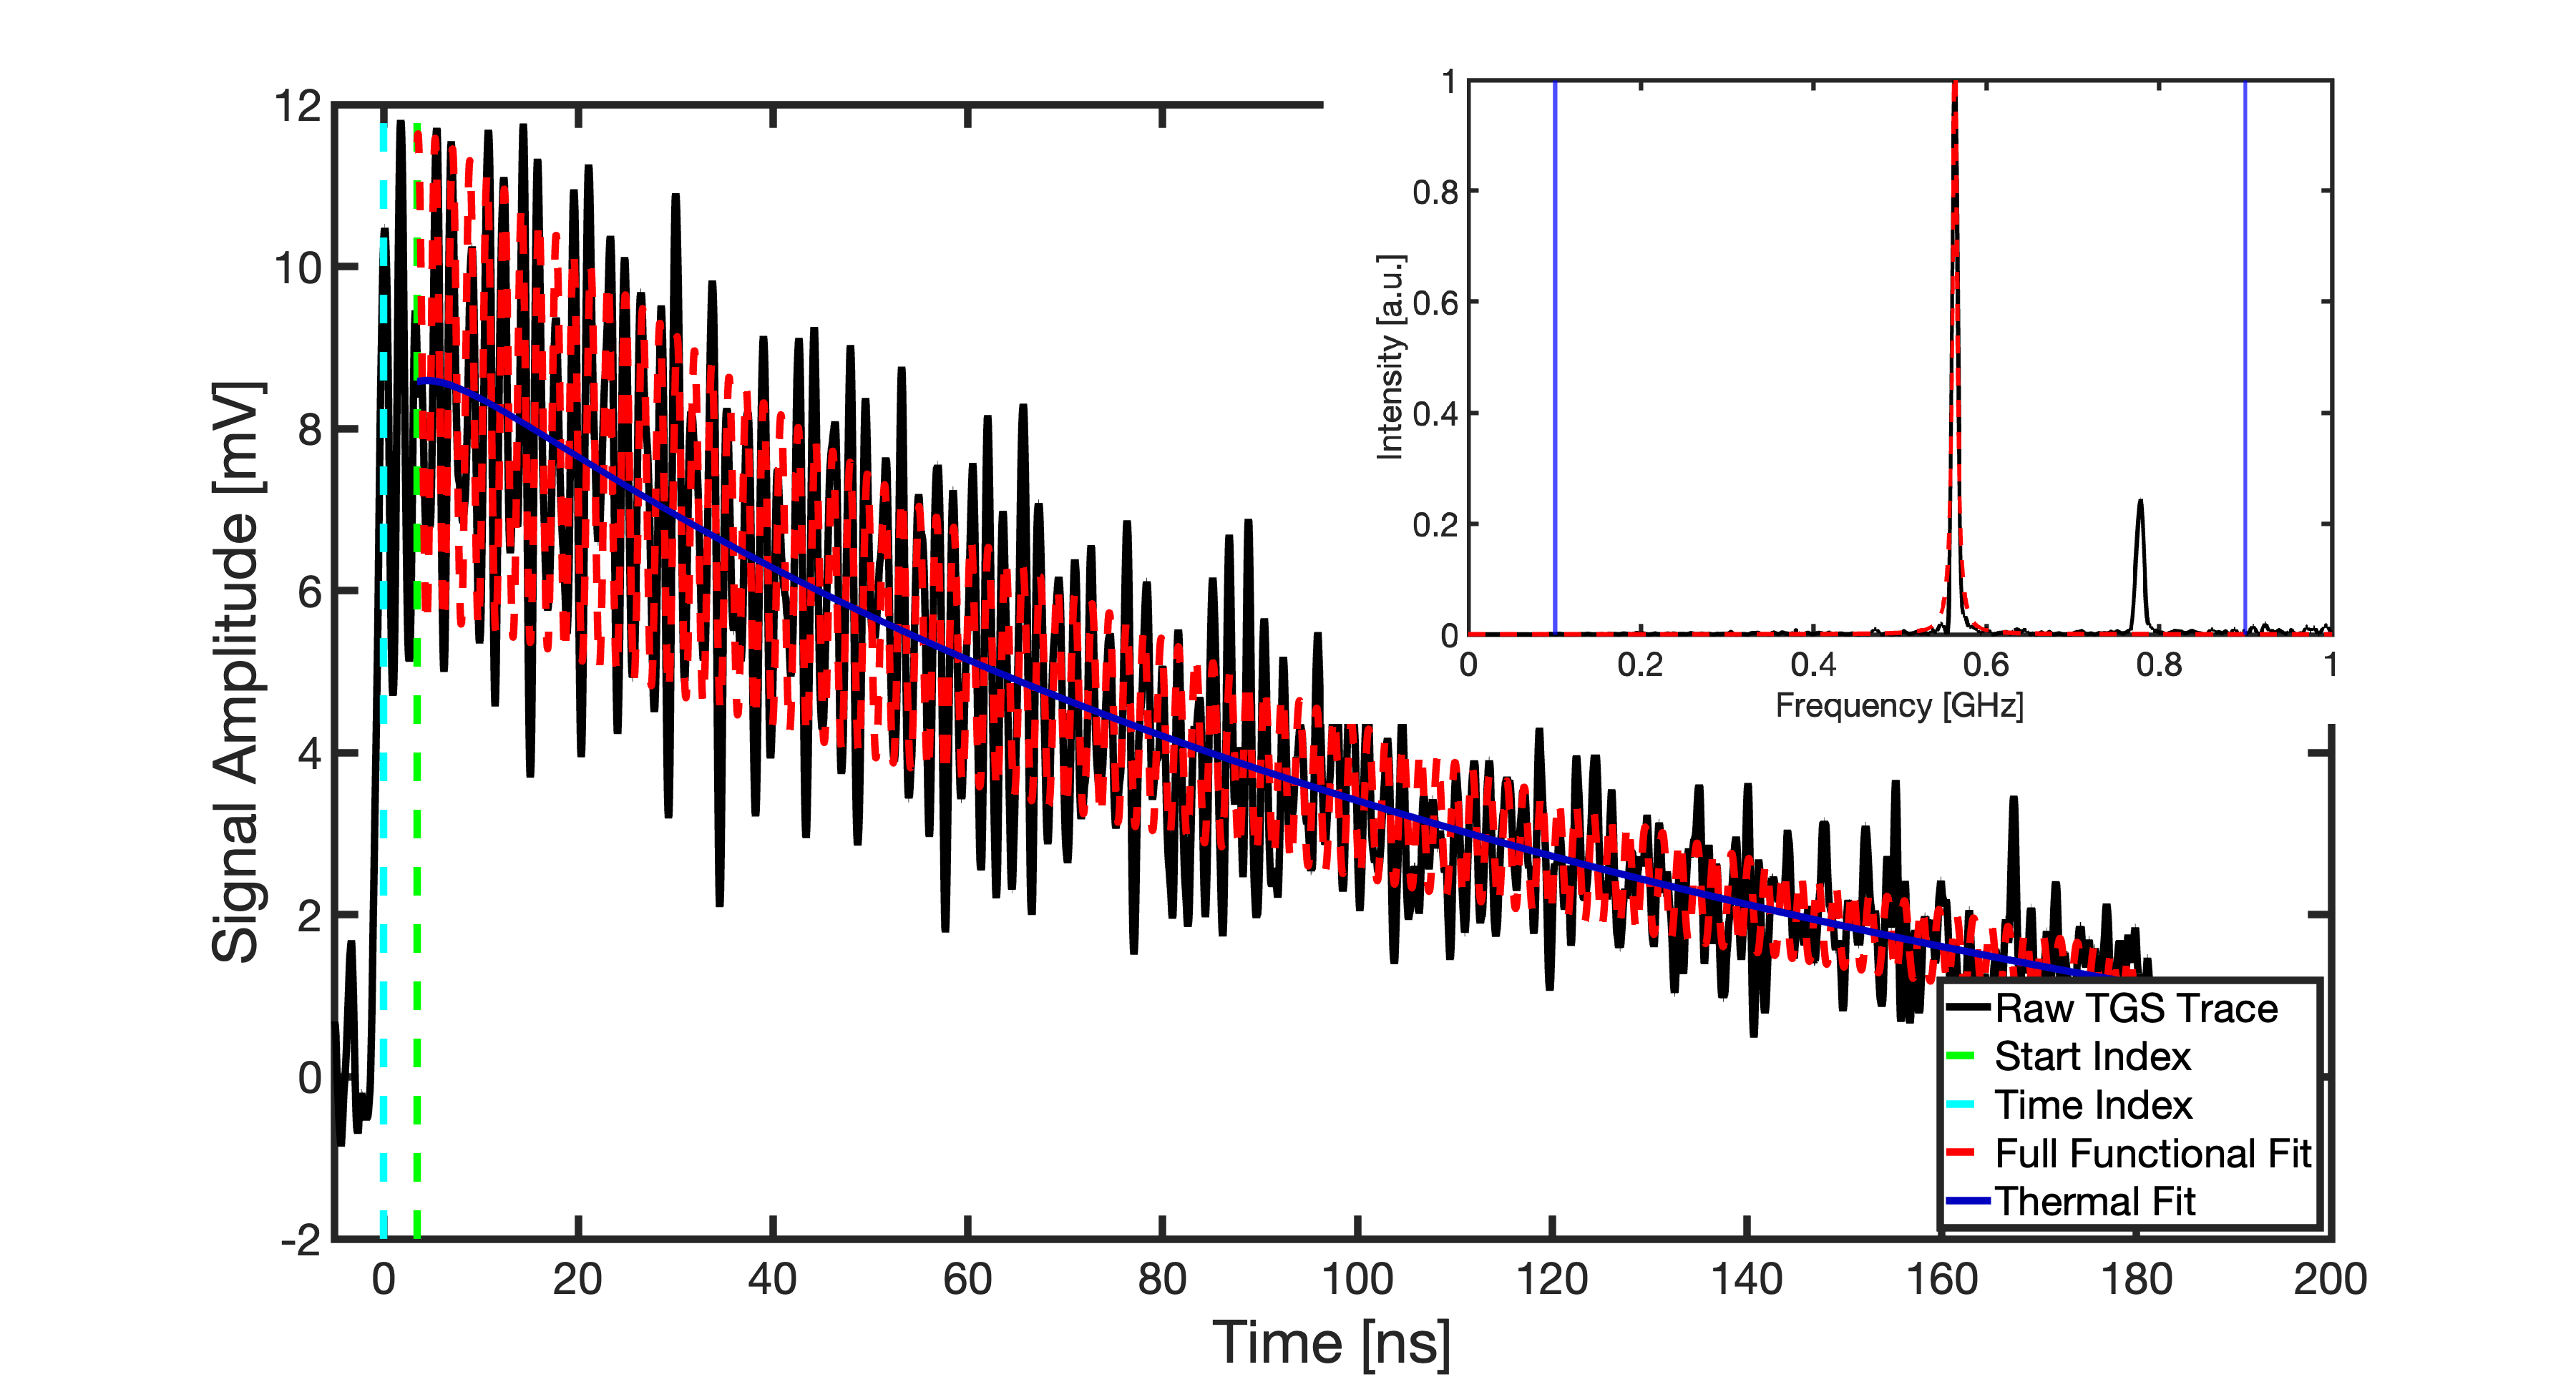 12
10
8
6
4
2
0
-2
Signal Amplitude [mV]
0 20 40 60 80 100 120 140 160 180 200
Time [ns]
1
0.8
0.6
0.4
0.2
0
Intensity [a.u.]
0 0.2 0.4 0.6 0.8 1
Frequency [GHz]
Raw TGS Trace
Start Index
Time Index
Full Functional Fit
Thermal Fit